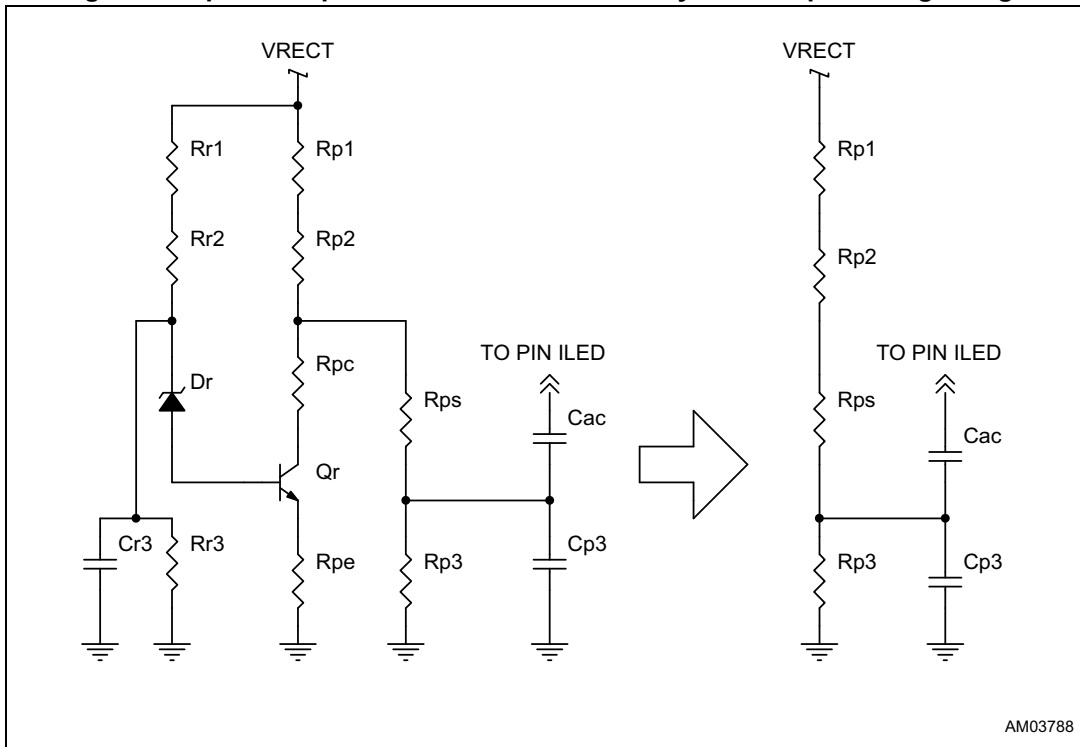 VRECT
VRECT
Rr1
Rp1
Rp1
Rr2
Rp2
Rp2
TO PIN ILED
TO PIN ILED
Dr
Rpc
Rps
Cac
Rps
Cac
Qr
Cr3
Rr3
Rpe
Rp3
Cp3
Rp3
Cp3
AM03788